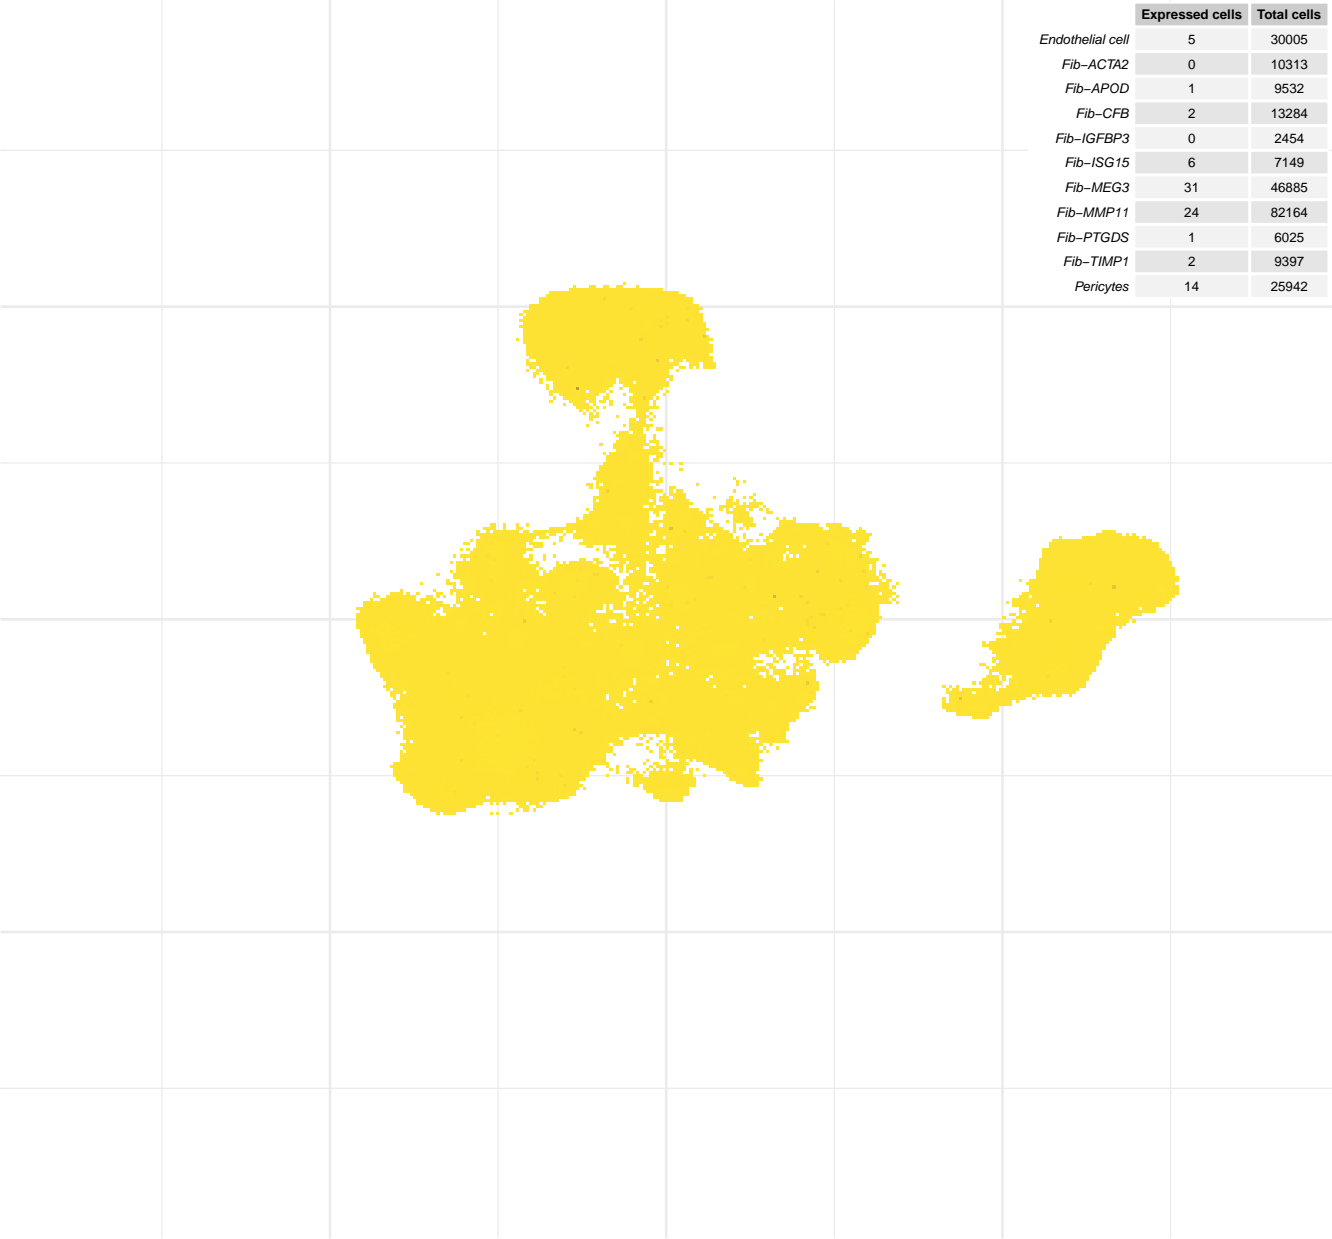 Expressed cells Total cells
Endothelial cell 5 30005
Fib−ACTA2 0 10313
Fib−APOD 1 9532
Fib−CFB 2 13284
Fib−IGFBP3 0 2454
Fib−ISG15 6 7149
Fib−MEG3 31 46885
Fib−MMP11 24 82164
Fib−PTGDS 1 6025
Fib−TIMP1 2 9397
Pericytes 14 25942